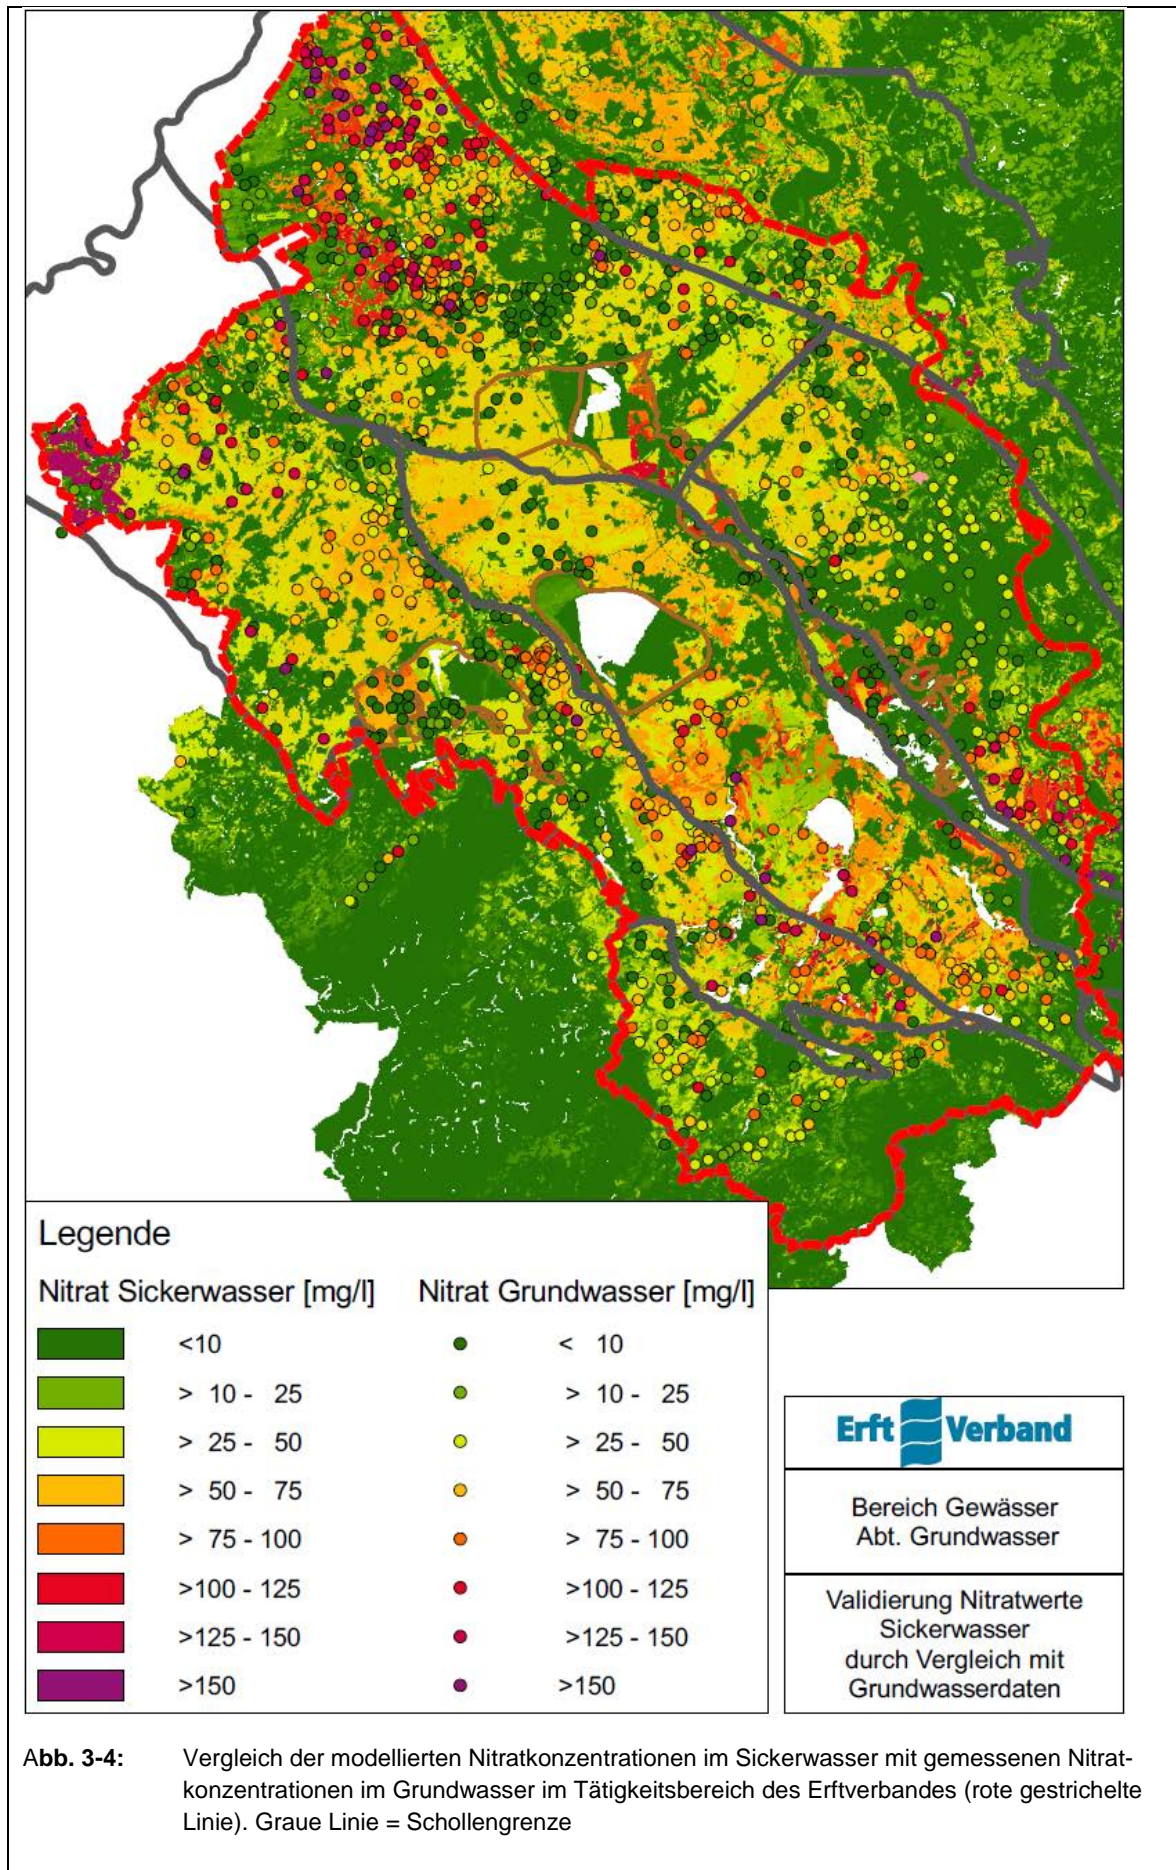 Legende
Nitrat Sickerwasser [mg/l] Nitrat Grundwasser [mg/l]
<10 < 10
> 10 - 25 > 10 - 25
> 25 - 50 > 25 - 50
> 50 - 75 > 50 - 75
> 75 - 100 > 75 - 100
>100 - 125 >100 - 125
>125 - 150 >125 - 150
>150 >150
Erft Verband
Bereich Gewässer
Abt. Grundwasser
Validierung Nitratwerte
Sickerwasser
durch Vergleich mit
Grundwasserdaten
Abb. 3-4: Vergleich der modellierten Nitratkonzentrationen im Sickerwasser mit gemessenen Nitrat-
konzentrationen im Grundwasser im Tätigkeitsbereich des Erftverbandes (rote gestrichelte
Linie). Graue Linie = Schollengrenze